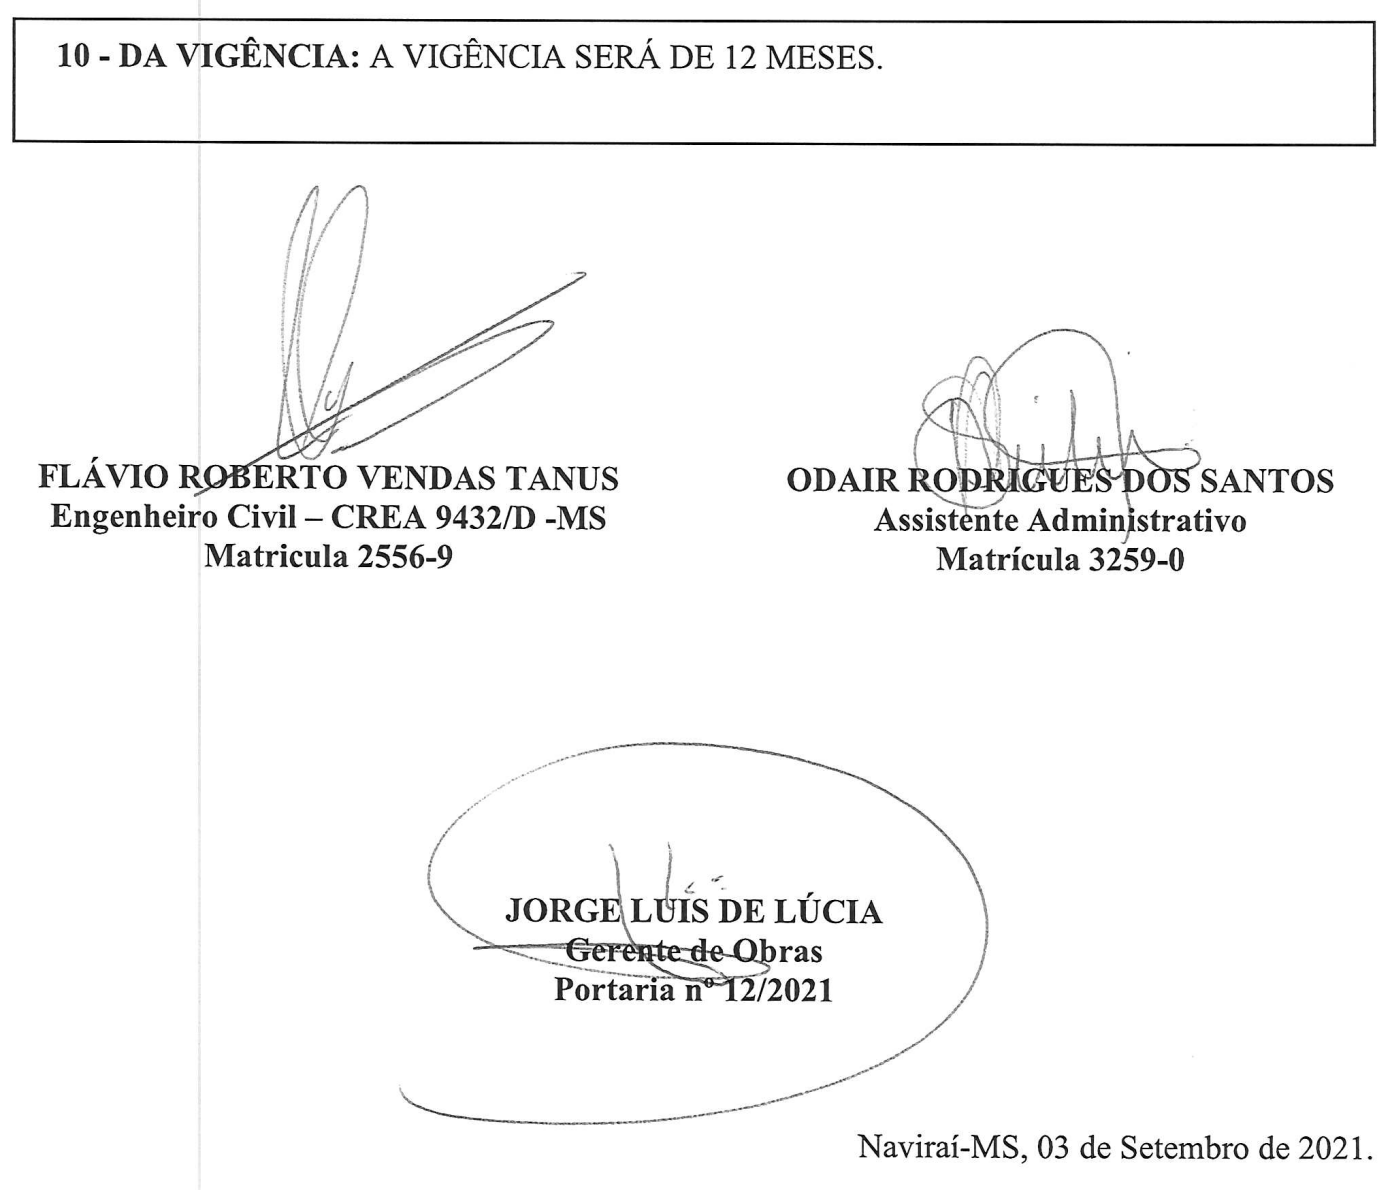 10 - DA VIGÊNCIA: A VIGÊNCIA SERÁ DE 12 MESES.
FLÁVIO ROBERTO VENDAS TANUS
Engenheiro Civil – CREA 9432/D -MS
Matricula 2556-9
ODAIR RODRIGUES DOS SANTOS
Assistente Administrativo
Matrícula 3259-0
JORGE LUIS DE LÚCIA
Gerente de Obras
Portaria nº 12/2021
Naviraí-MS, 03 de Setembro de 2021.